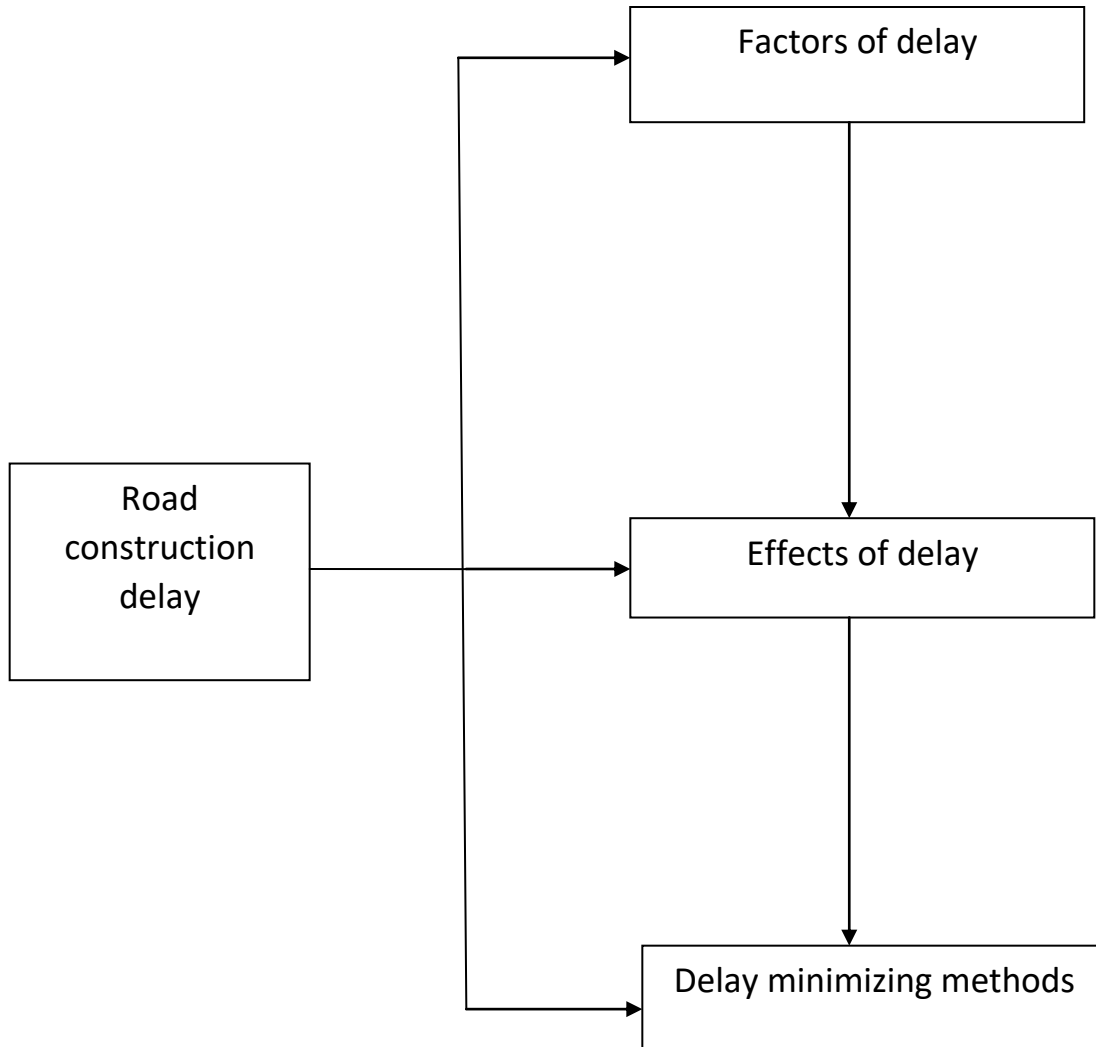 Factors of delay
Road
construction
delay
Effects of delay
Delay minimizing methods